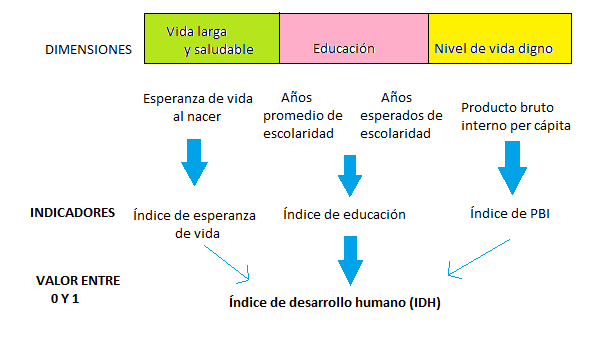 DIMENSIONES
Vida larga
y saludable
Educación
Nivel de vida digno
Esperanza de vida
al nacer
Años
promedio de
escolaridad
Años
esperados de
escolaridad
Producto bruto
interno per cápita
INDICADORES
Índice de esperanza
de vida
Índice de educación
Índice de PBI
VALOR ENTRE
0 Y 1
Índice de desarrollo humano (IDH)